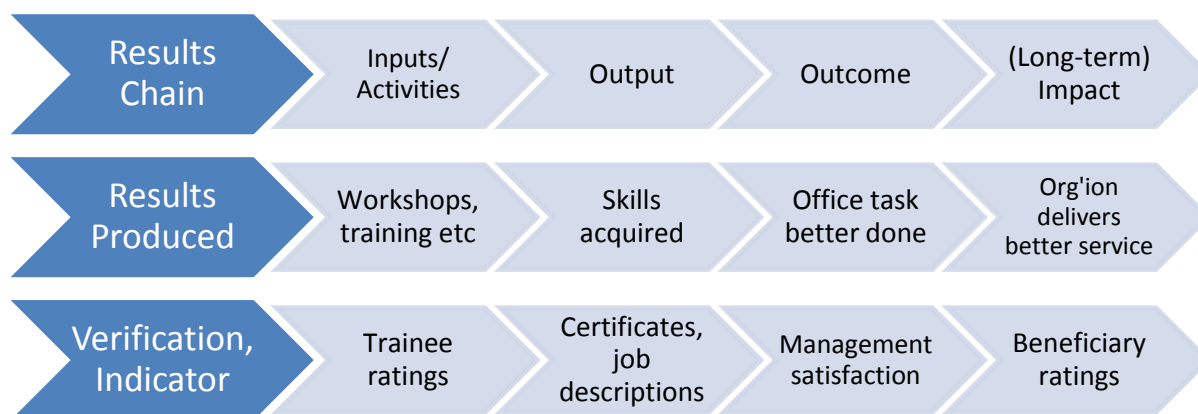 Results
Chain
Inputs/
Activities
Output
Outcome
(Long-term)
Impact
Results
Produced
Workshops,
training etc
Skills
acquired
Office task
better done
Org'ion
delivers
better service
Verification,
Indicator
Trainee
ratings
Certificates,
job
descriptions
Management
satisfaction
Beneficiary
ratings